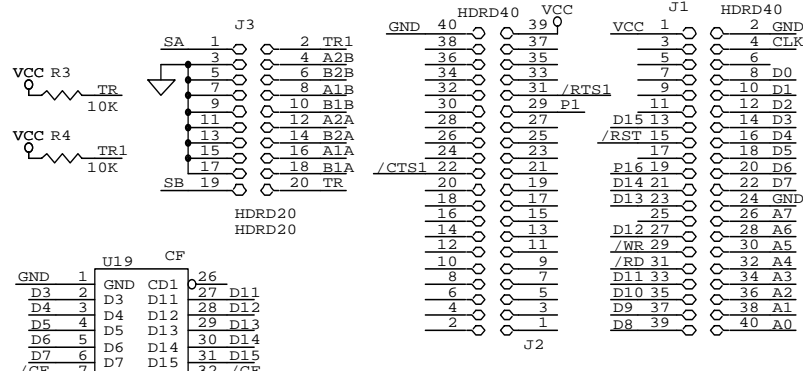 J3
SA 1 2 TR1
3 4 A2B
5 6 B2B
7 8 A1B
9 10 B1B
11 12 A2A
13 14 B2A
15 16 A1A
17 18 B1A
SB 19 20 TR
HDRD20
HDRD20
VCC R3
TR
10K
VCC R4
TR1
10K
CF
U19
GND 1 GND CD1 26
D3 2 D3 D11 27 D11
D4 3 D4 D12 28 D12
D5 4 D5 D13 29 D13
D6 5 D6 D14 30 D14
D7 6 D7 D15 31 D15
/CE 7 32 /CE
HDRD40
VCC
GND 40 39
38 37
36 35
34 33
32 31 /RTS1
30 29 P1
28 27
26 25
24 23
/CTS1 22 21
20 19
18 17
16 15
14 13
12 11
10 9
8 7
6 5
4 3
2 1
J2
J1
HDRD40
VCC 1 2 GND
3 4 CLK
5 6
7 8 D0
9 10 D1
11 12 D2
D15 13 14 D3
/RST 15 16 D4
17 18 D5
P16 19 20 D6
D14 21 22 D7
D13 23 24 GND
25 26 A7
D12 27 28 A6
/WR 29 30 A5
/RD 31 32 A4
D11 33 34 A3
D10 35 36 A2
D9 37 38 A1
D8 39 40 A0